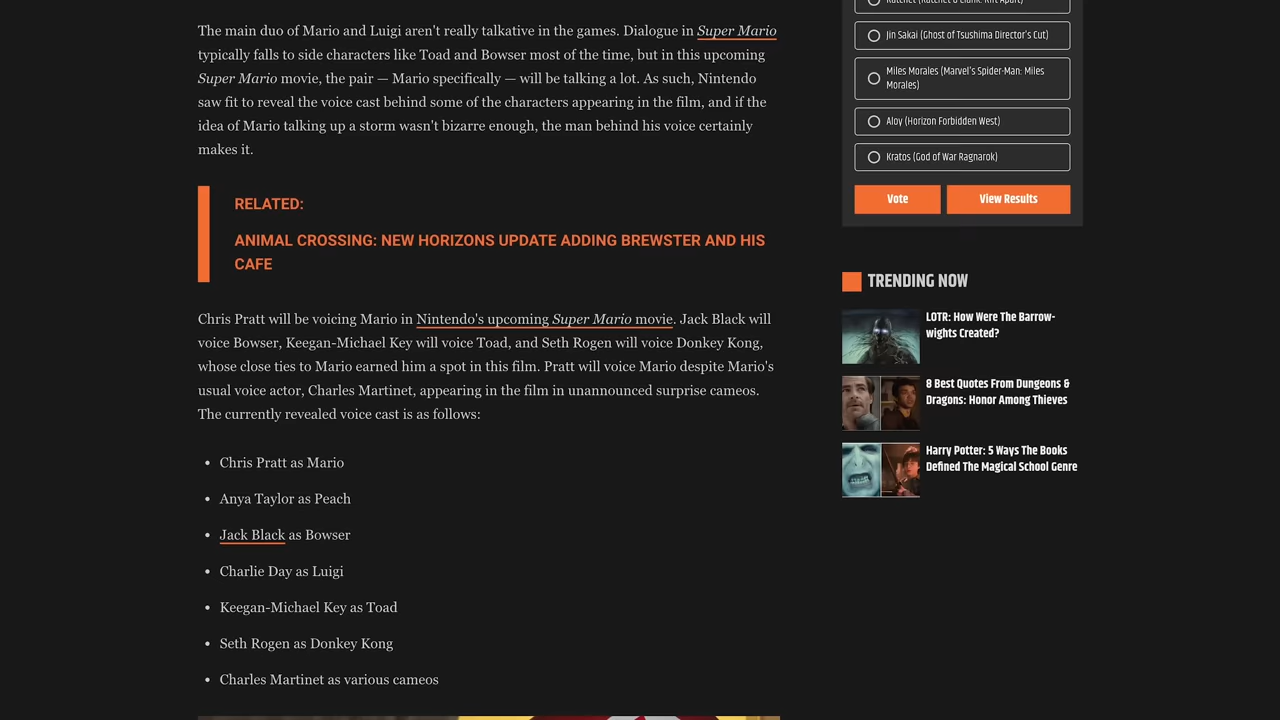 The main duo of Mario and Luigi aren't really talkative in the games. Dialogue in Super Mario
typically falls to side characters like Toad and Bowser most of the time, but in this upcoming
Super Mario movie, the pair — Mario specifically — will be talking a lot. As such, Nintendo
saw fit to reveal the voice cast behind some of the characters appearing in the film, and if the
idea of Mario talking up a storm wasn't bizarre enough, the man behind his voice certainly
makes it.
RELATED:
ANIMAL CROSSING: NEW HORIZONS UPDATE ADDING BREWSTER AND HIS
CAFE
Chris Pratt will be voicing Mario in Nintendo's upcoming Super Mario movie. Jack Black will
voice Bowser, Keegan-Michael Key will voice Toad, and Seth Rogen will voice Donkey Kong,
whose close ties to Mario earned him a spot in this film. Pratt will voice Mario despite Mario's
usual voice actor, Charles Martinet, appearing in the film in unannounced surprise cameos.
The currently revealed voice cast is as follows:
• Chris Pratt as Mario
• Anya Taylor as Peach
• Jack Black as Bowser
• Charlie Day as Luigi
• Keegan-Michael Key as Toad
• Seth Rogen as Donkey Kong
• Charles Martinet as various cameos
Ratchet (Ratchet & Clank: Rift Apart)
Jin Sakai (Ghost of Tsushima Director's Cut)
Miles Morales (Marvel's Spider-Man: Miles
Morales)
Aloy (Horizon Forbidden West)
Kratos (God of War Ragnarok)
Vote
View Results
TRENDING NOW
LOTR: How Were The Barrow-
wights Created?
8 Best Quotes From Dungeons &
Dragons: Honor Among Thieves
Harry Potter: 5 Ways The Books
Defined The Magical School Genre